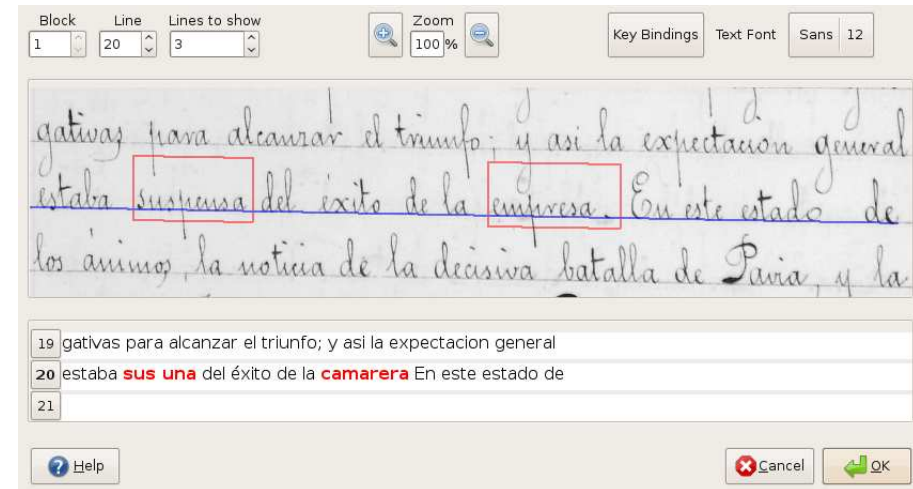 Block Line Lines to show Zoom
1 20 3 100 % Key Bindings Text Font Sans 12
gativas para alcanzar el triunfo; y asi la expectacion general
estaba suspensa del éxito de la empresa. En este estado de
los ánimos, la noticia de la decisiva batalla de Pavia, y la
19 gativas para alcanzar el triunfo; y asi la expectacion general
20 estaba sus una del éxito de la camarera En este estado de
21
Help Cancel OK